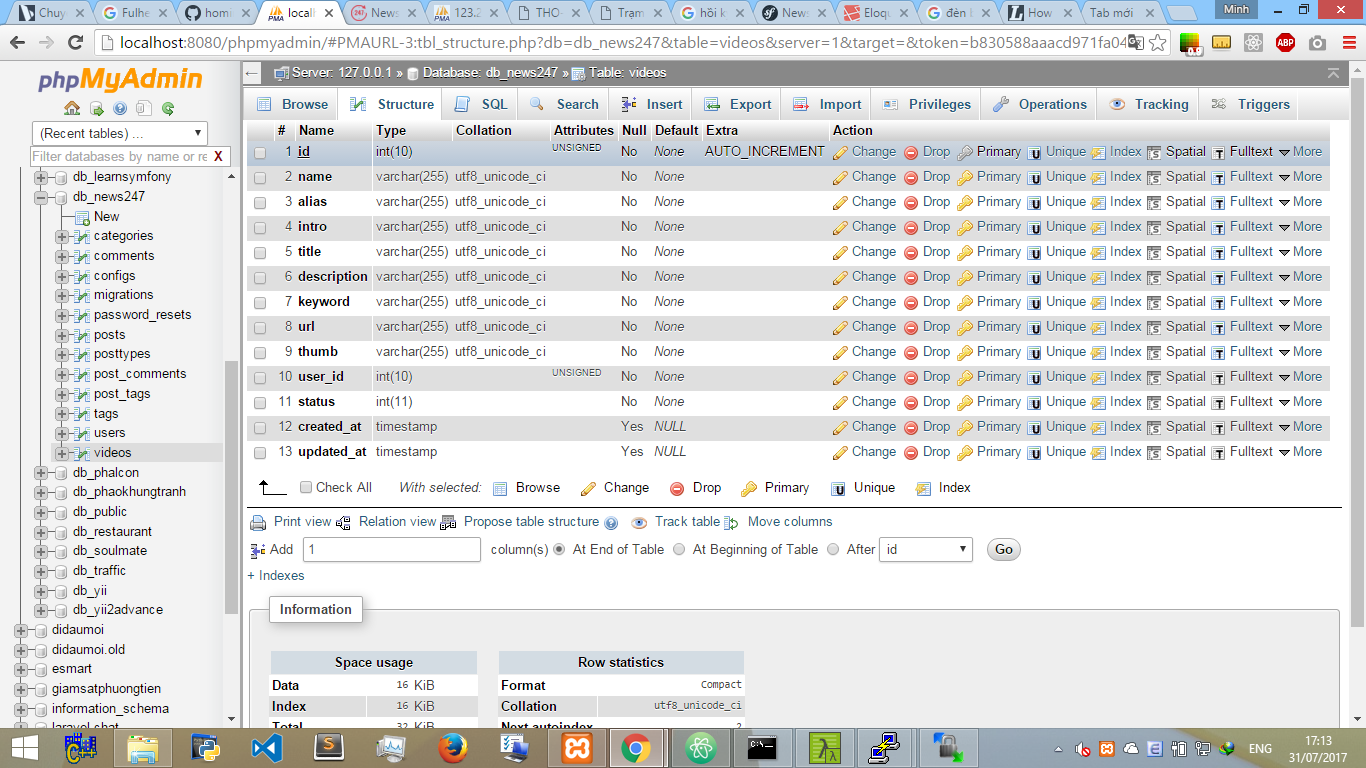 Chuy
Fulhe
homi
localh
News
123.2
THO-
Trạm
hồi k
News
Eloqu
đèn l
How
Tab mới
Minh
localhost:8080/phpmyadmin/#PMAURL-3:tbl_structure.php?db=db_news247&table=videos&server=1&target=&token=b830588aaacd971fa04
phpMyAdmin
(Recent tables) ...
Filter databases by name or re X
db_learnsymfony
db_news247
New
categories
comments
configs
migrations
password_resets
posts
posttypes
post_comments
post_tags
tags
users
videos
db_phalcon
db_phaokhungtranh
db_public
db_restaurant
db_soulmate
db_traffic
db_yii
db_yii2advance
didaumoi
didaumoi.old
esmart
giamsatphuongtien
information_schema
laravel-chat
Server: 127.0.0.1 » Database: db_news247 » Table: videos
Browse Structure SQL Search Insert Export Import Privileges Operations Tracking Triggers
# Name Type Collation Attributes Null Default Extra Action
1 id int(10) UNSIGNED No None AUTO_INCREMENT Change Drop Primary Unique Index Spatial Fulltext More
2 name varchar(255) utf8_unicode_ci No None Change Drop Primary Unique Index Spatial Fulltext More
3 alias varchar(255) utf8_unicode_ci No None Change Drop Primary Unique Index Spatial Fulltext More
4 intro varchar(255) utf8_unicode_ci No None Change Drop Primary Unique Index Spatial Fulltext More
5 title varchar(255) utf8_unicode_ci No None Change Drop Primary Unique Index Spatial Fulltext More
6 description varchar(255) utf8_unicode_ci No None Change Drop Primary Unique Index Spatial Fulltext More
7 keyword varchar(255) utf8_unicode_ci No None Change Drop Primary Unique Index Spatial Fulltext More
8 url varchar(255) utf8_unicode_ci No None Change Drop Primary Unique Index Spatial Fulltext More
9 thumb varchar(255) utf8_unicode_ci No None Change Drop Primary Unique Index Spatial Fulltext More
10 user_id int(10) UNSIGNED No None Change Drop Primary Unique Index Spatial Fulltext More
11 status int(11) No None Change Drop Primary Unique Index Spatial Fulltext More
12 created_at timestamp Yes NULL Change Drop Primary Unique Index Spatial Fulltext More
13 updated_at timestamp Yes NULL Change Drop Primary Unique Index Spatial Fulltext More
Check All With selected: Browse Change Drop Primary Unique Index
Print view Relation view Propose table structure Track table Move columns
Add 1 column(s) At End of Table At Beginning of Table After id Go
+ Indexes
Information
Space usage
Data 16 KiB
Index 16 KiB
Total 32 KiB
Row statistics
Format Compact
Collation utf8_unicode_ci
Next autoindex 2
ENG
17:13
31/07/2017